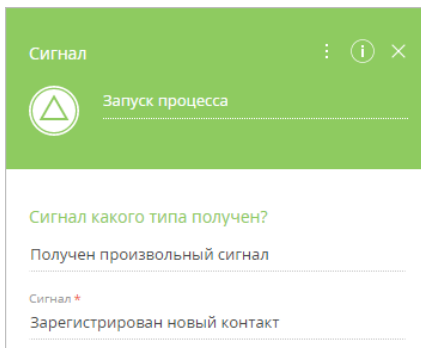 Сигнал
Запуск процесса
Сигнал какого типа получен?
Получен произвольный сигнал
Сигнал *
Зарегистрирован новый контакт